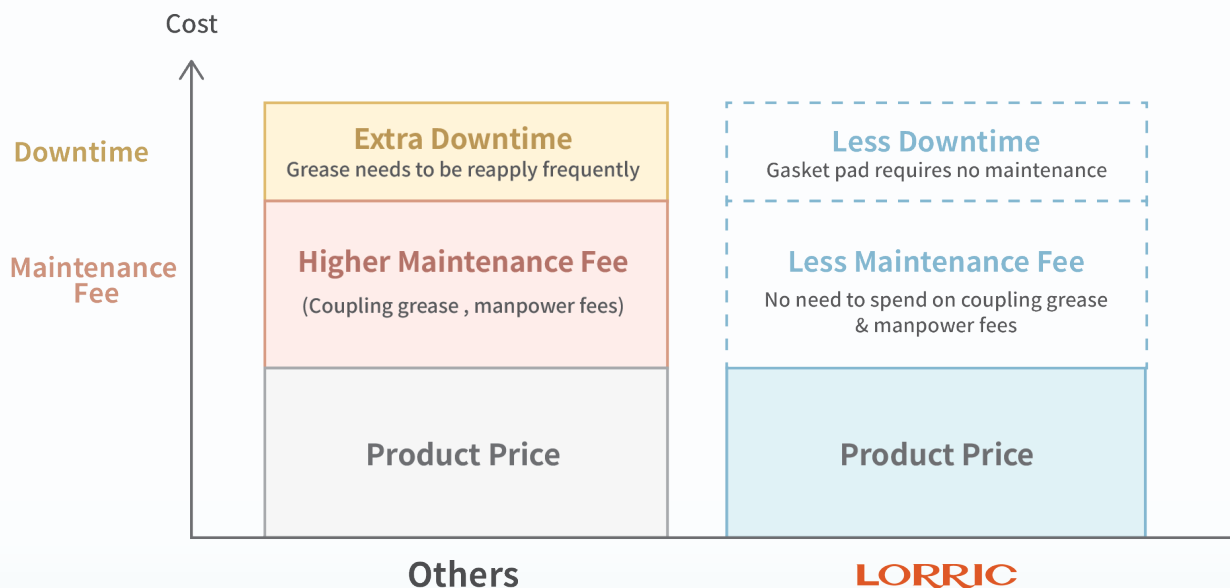 Cost
Downtime
Extra Downtime
Grease needs to be reapply frequently
Less Downtime
Gasket pad requires no maintenance
Maintenance
Fee
Higher Maintenance Fee
(Coupling grease , manpower fees)
Less Maintenance Fee
No need to spend on coupling grease
& manpower fees
Product Price
Product Price
Others
LORRIC